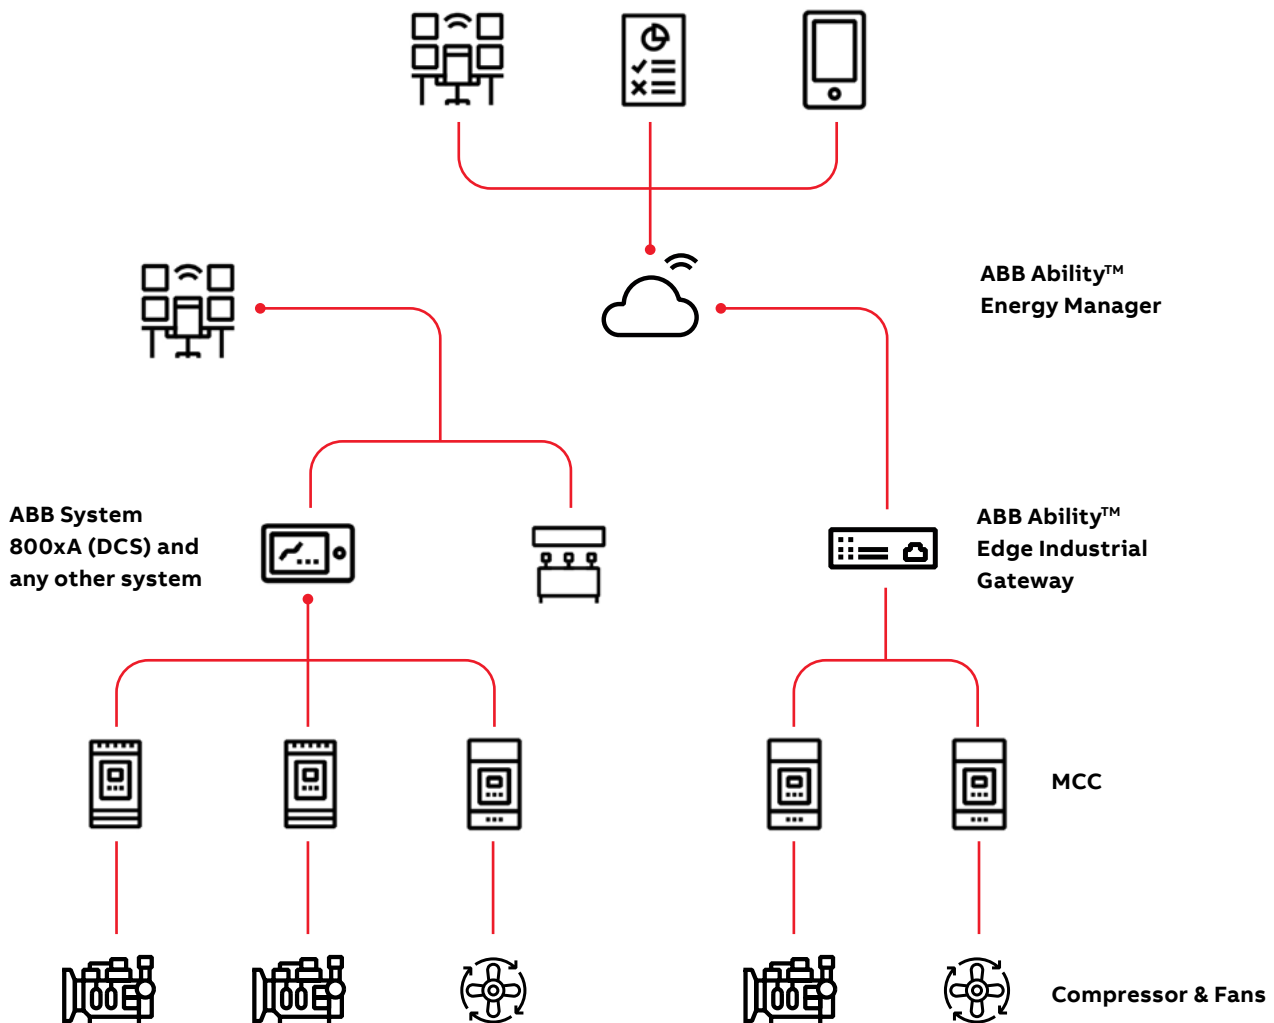 ABB Ability™
Energy Manager
ABB System
800xA (DCS) and
any other system
ABB Ability™
Edge Industrial
Gateway
MCC
Compressor & Fans